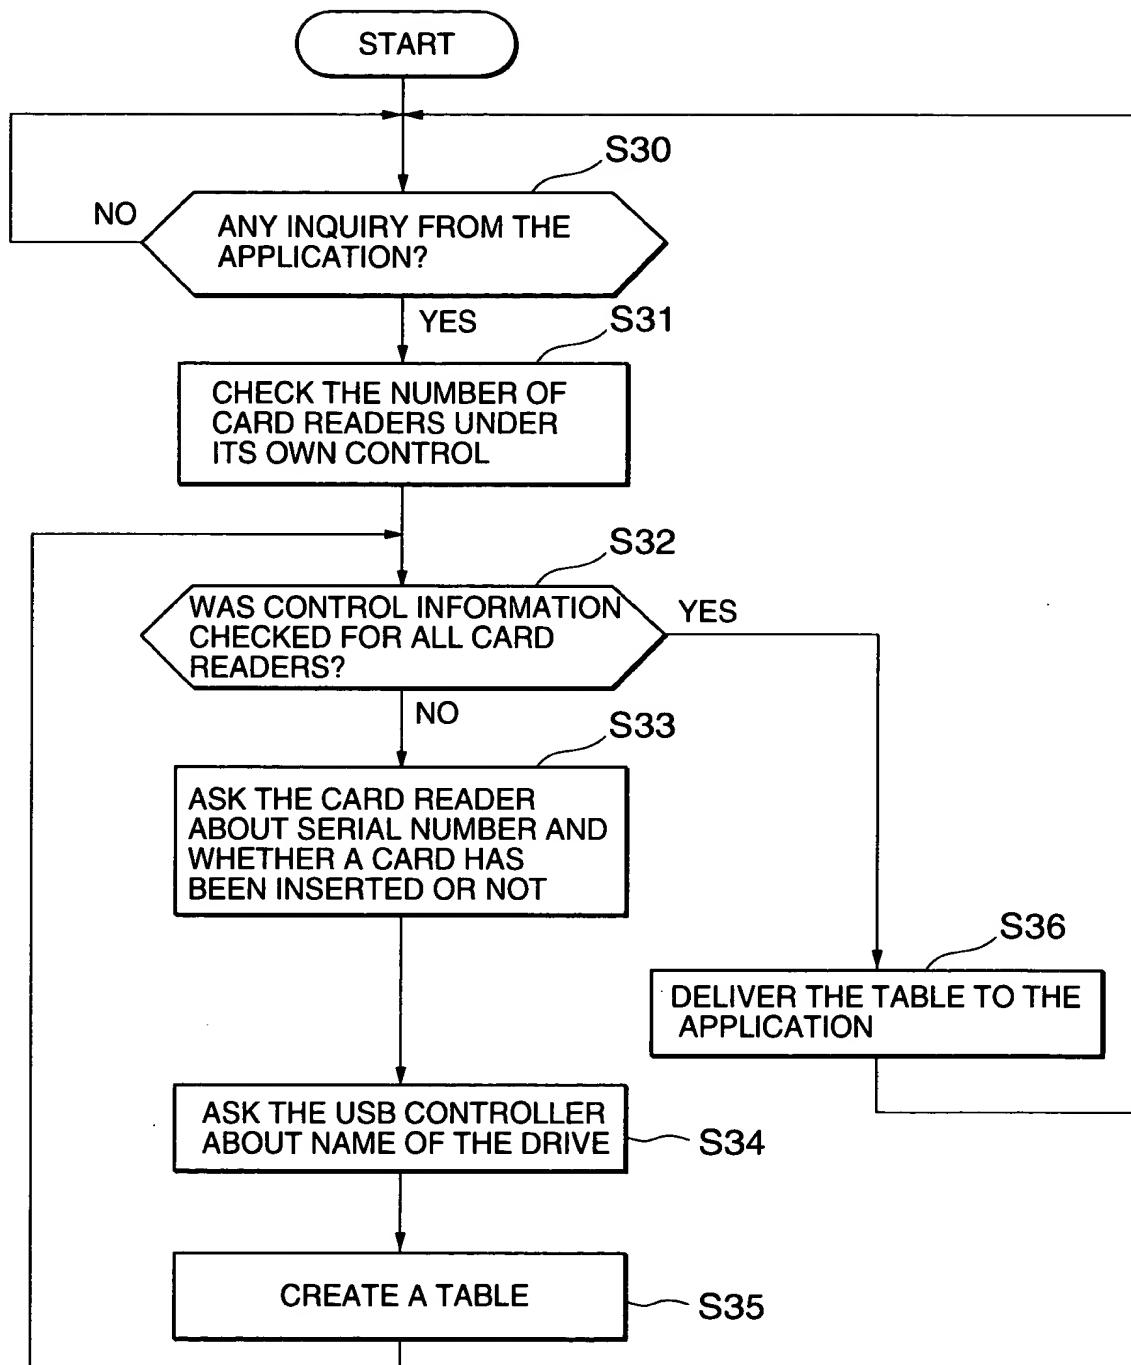 START
S30
NO
ANY INQUIRY FROM THE
APPLICATION?
YES
S31
CHECK THE NUMBER OF
CARD READERS UNDER
ITS OWN CONTROL
S32
WAS CONTROL INFORMATION
CHECKED FOR ALL CARD
READERS?
YES
NO
S33
ASK THE CARD READER
ABOUT SERIAL NUMBER AND
WHETHER A CARD HAS
BEEN INSERTED OR NOT
S36
DELIVER THE TABLE TO THE
APPLICATION
ASK THE USB CONTROLLER
ABOUT NAME OF THE DRIVE
S34
CREATE A TABLE
S35